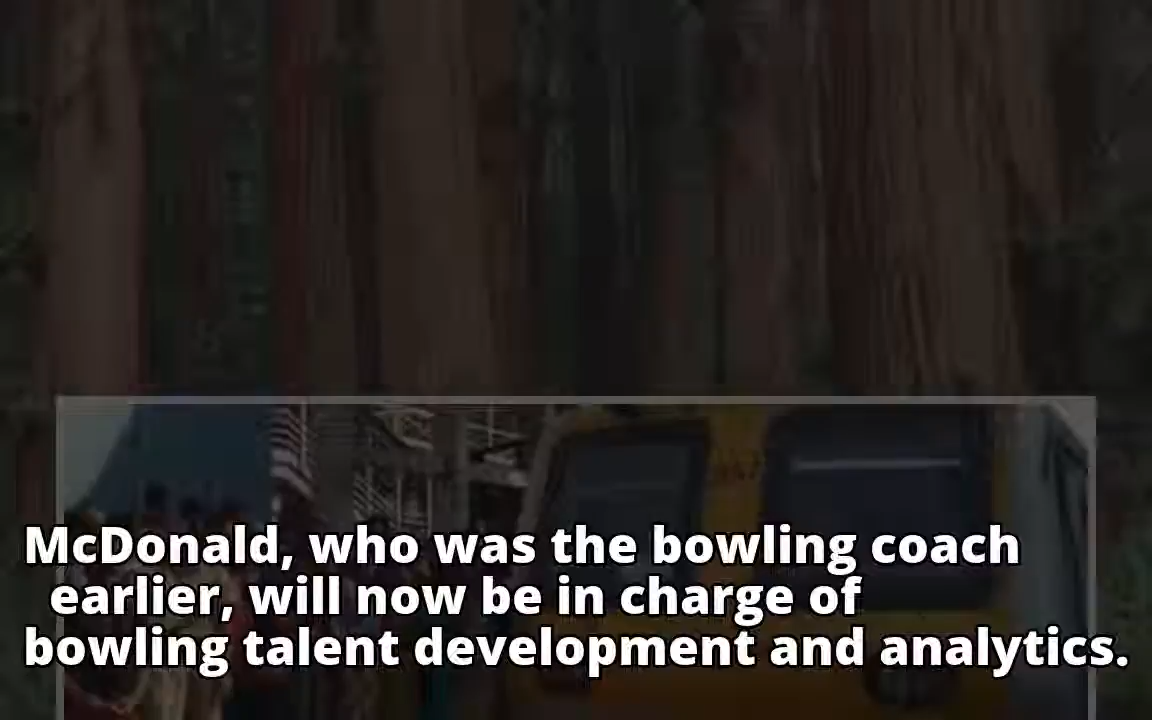 McDonald, who was the bowling coach
earlier, will now be in charge of
bowling talent development and analytics.